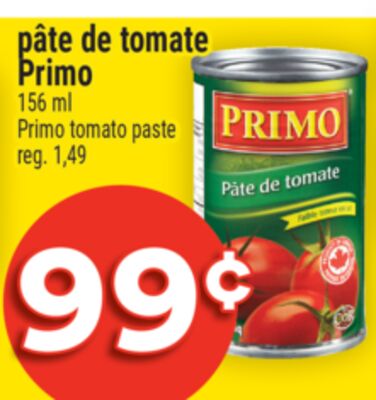 pâte de tomate
Primo
156 ml
Primo tomato paste
reg. 1,49
99¢
PRIMO
Pâte de tomate